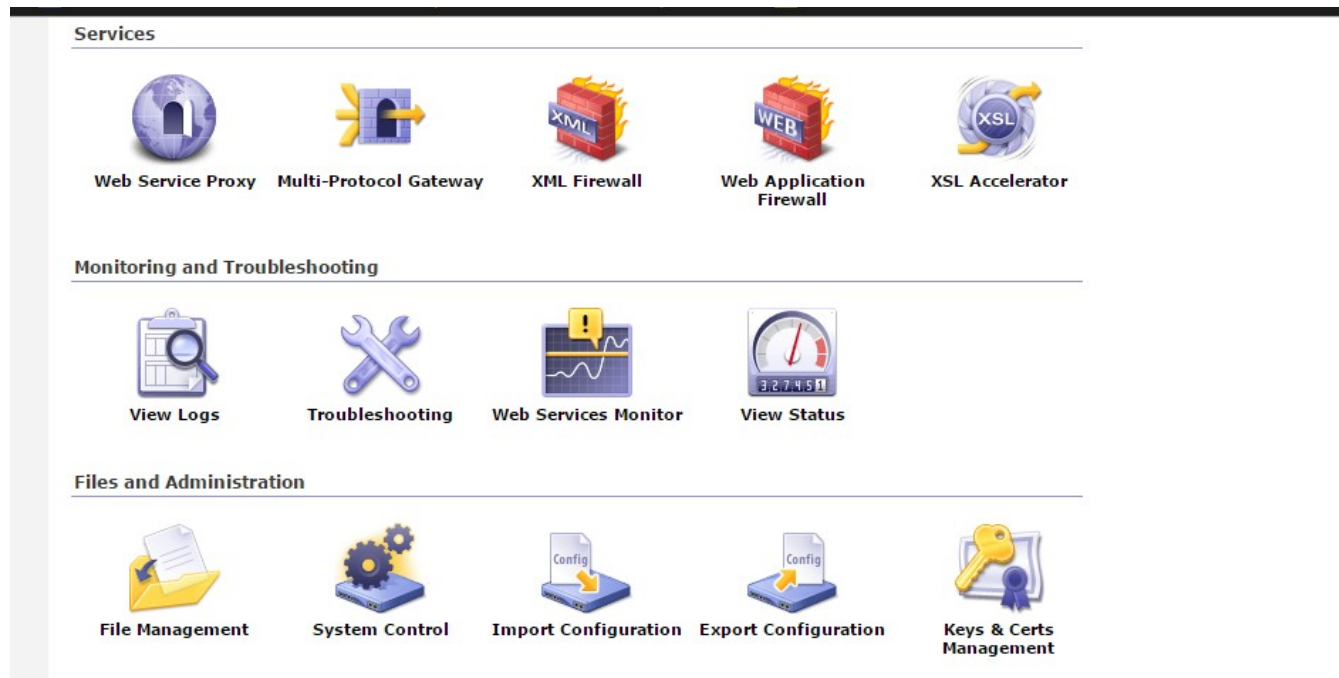 Services
XML
WEB
XSL
Web Service Proxy
Multi-Protocol Gateway
XML Firewall
Web Application
Firewall
XSL Accelerator
Monitoring and Troubleshooting
!
3.2.7.4.5 1
View Logs
Troubleshooting
Web Services Monitor
View Status
Files and Administration
Config
Config
File Management
System Control
Import Configuration
Export Configuration
Keys & Certs
Management